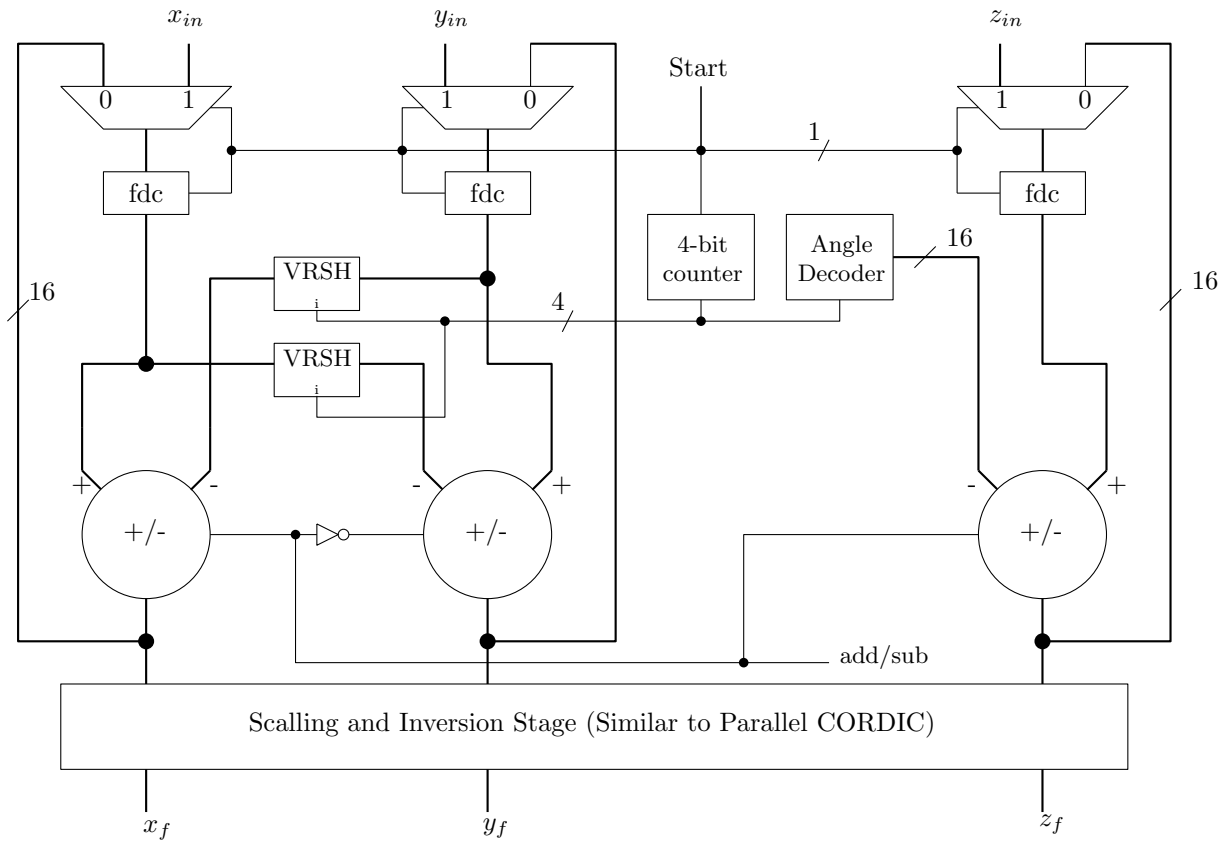 x_in y_in z_in
Start
0 1 1 0 1 0
1
fdc fdc fdc
4-bit
counter
Angle
Decoder
16
VRSH
i
16
4
16
VRSH
i
+ - - + - +
+/- +/- +/-
add/sub
Scalling and Inversion Stage (Similar to Parallel CORDIC)
x_f y_f z_f